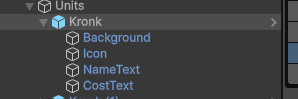 Units
Kronk
Background
Icon
NameText
CostText